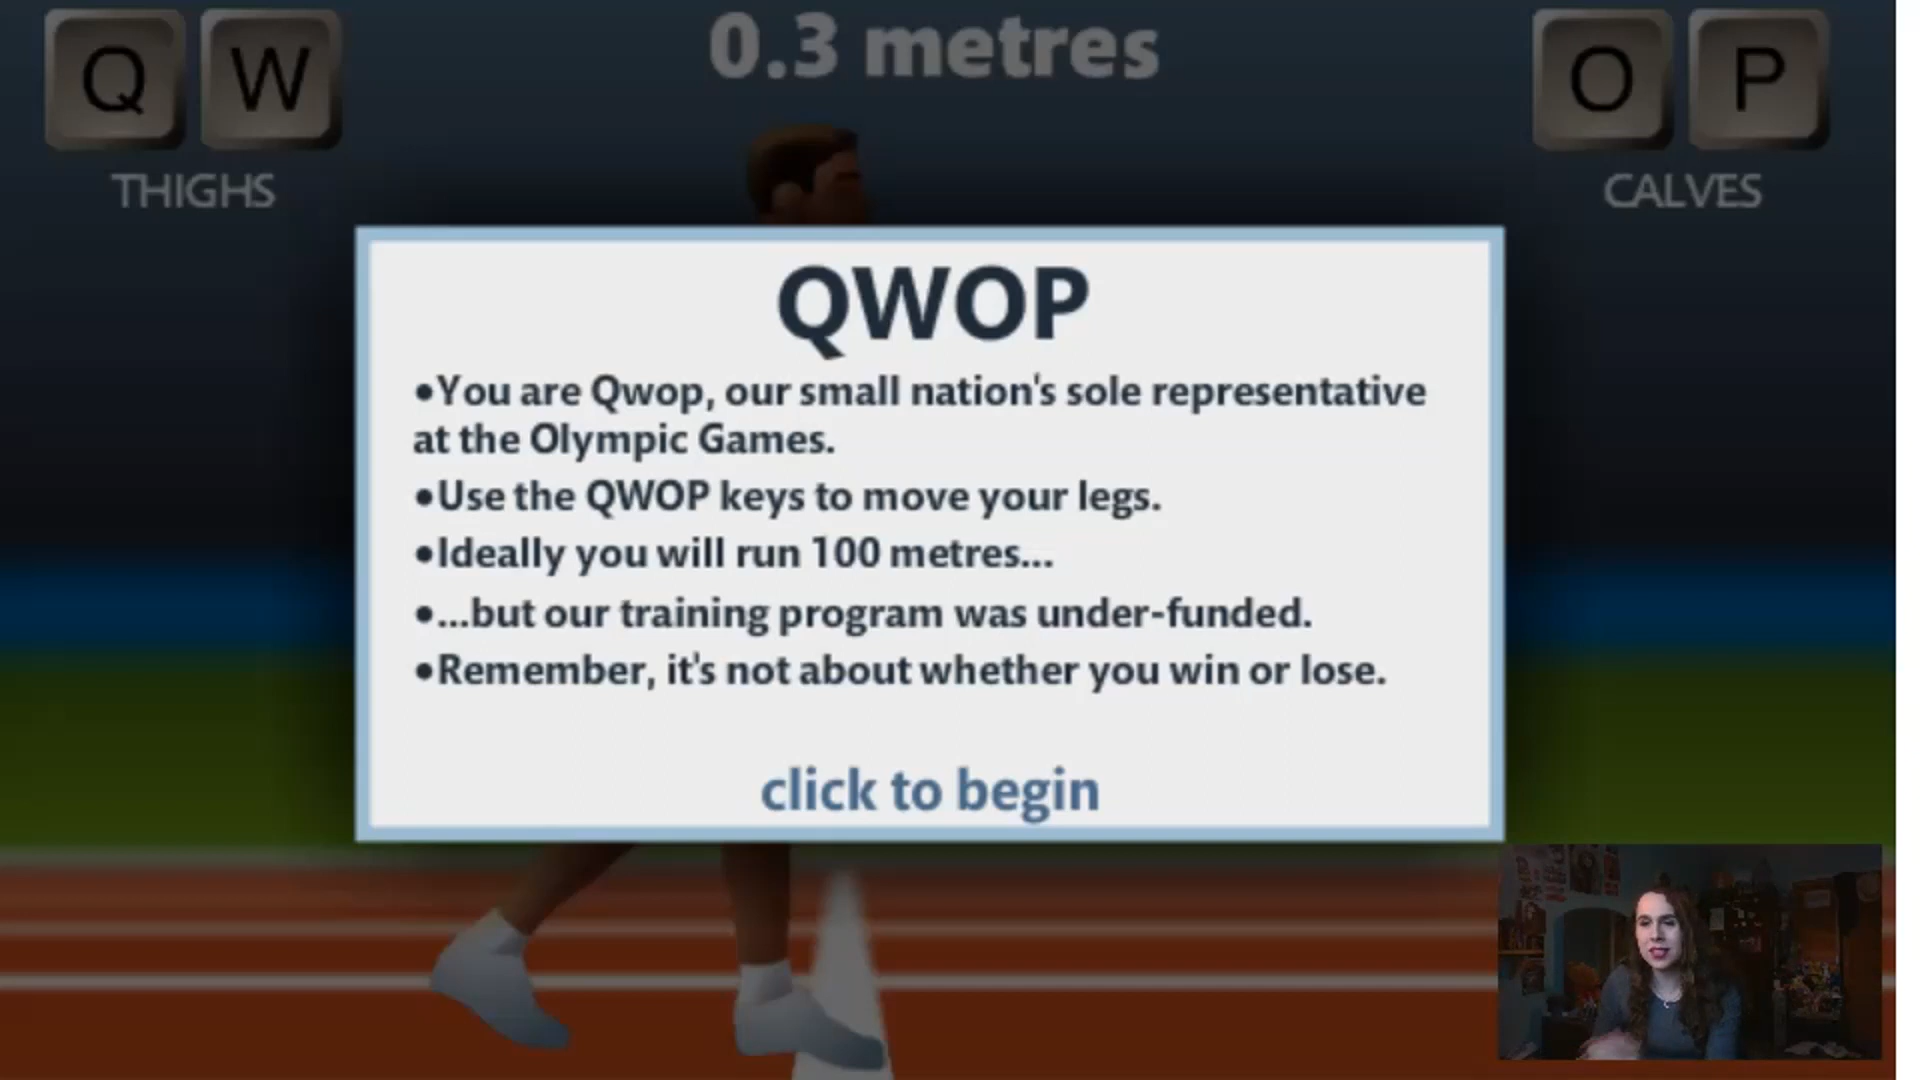 Q W
0.3 metres
O P
THIGHS
CALVES
QWOP
•You are Qwop, our small nation's sole representative
at the Olympic Games.
•Use the QWOP keys to move your legs.
•Ideally you will run 100 metres...
•...but our training program was under-funded.
•Remember, it's not about whether you win or lose.
click to begin